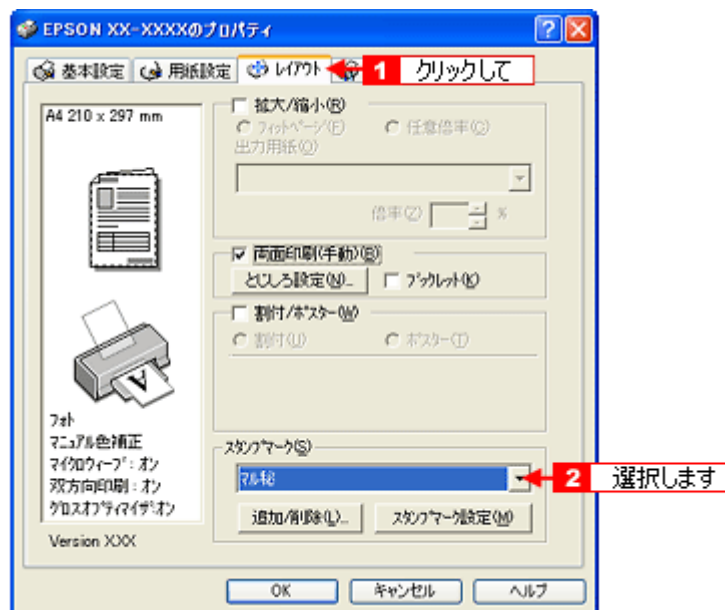 EPSON XX-XXXXのプロパティ
基本設定 用紙設定 レイアウト 1 クリックして
A4 210 x 297 mm
拡大/縮小(R)
フィットページ(F) 任意倍率(C)
出力用紙(O)
倍率(Z) %
両面印刷(手動)(B)
とじしろ設定(N)... ブックレット(K)
割付/ポスター(W)
割付(U) ポスター(T)
フォト
マニュアル色補正
マイクロウィーブ:オン
双方向印刷:オン
グロスオプティマイザ:オン
Version XXX
スタンプマーク(S)
マル秘 2 選択します
追加/削除(L)... スタンプマーク設定(M)
OK キャンセル ヘルプ